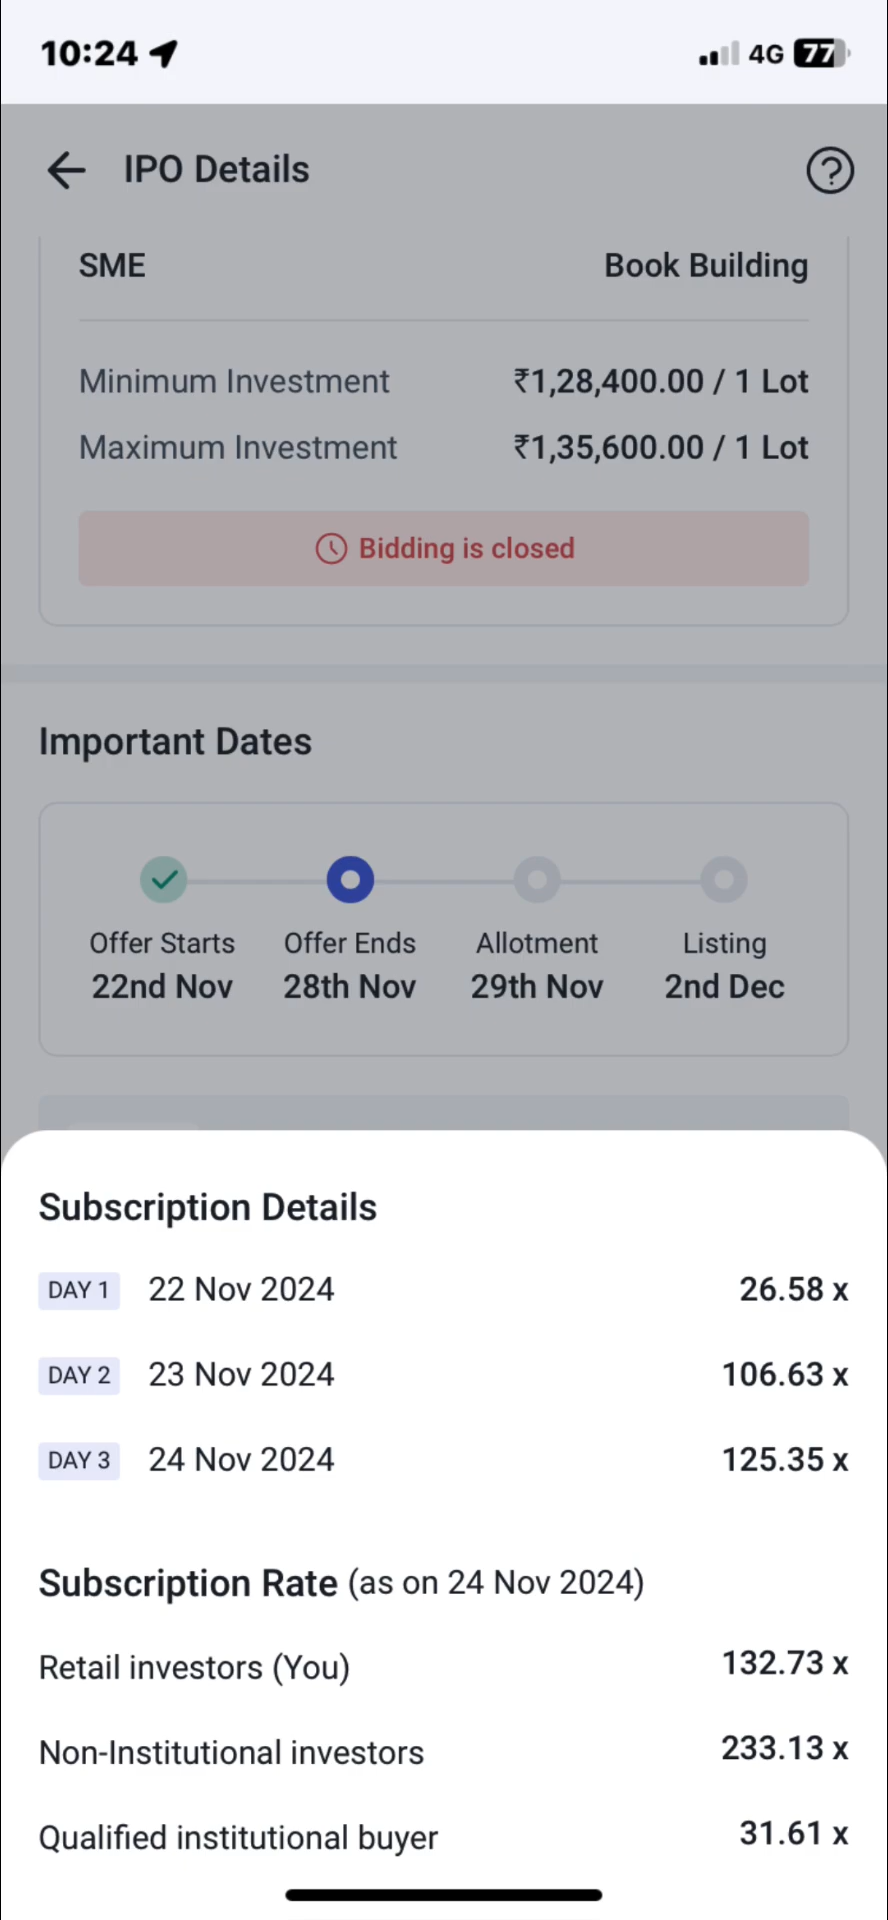 10:24 4G 77
IPO Details
SME Book Building
Minimum Investment ₹1,28,400.00 / 1 Lot
Maximum Investment ₹1,35,600.00 / 1 Lot
Bidding is closed
Important Dates
Offer Starts Offer Ends Allotment Listing
22nd Nov 28th Nov 29th Nov 2nd Dec
Subscription Details
DAY 1 22 Nov 2024 26.58 x
DAY 2 23 Nov 2024 106.63 x
DAY 3 24 Nov 2024 125.35 x
Subscription Rate (as on 24 Nov 2024)
Retail investors (You) 132.73 x
Non-Institutional investors 233.13 x
Qualified institutional buyer 31.61 x